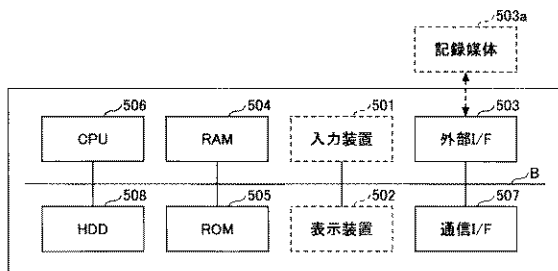 503a
記録媒体
506
504
501
503
CPU
RAM
入力装置
外部I/F
B
508
505
502
507
HDD
ROM
表示装置
通信I/F